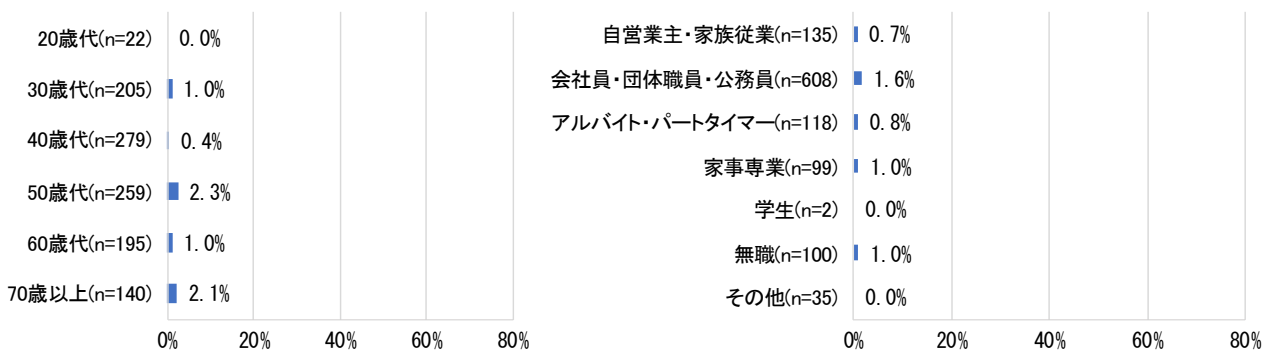 20歳代(n=22) 0.0%
30歳代(n=205) 1.0%
40歳代(n=279) 0.4%
50歳代(n=259) 2.3%
60歳代(n=195) 1.0%
70歳以上(n=140) 2.1%
0% 20% 40% 60% 80%
自営業主・家族従業(n=135) 0.7%
会社員・団体職員・公務員(n=608) 1.6%
アルバイト・パートタイマー(n=118) 0.8%
家事専業(n=99) 1.0%
学生(n=2) 0.0%
無職(n=100) 1.0%
その他(n=35) 0.0%
0% 20% 40% 60% 80%